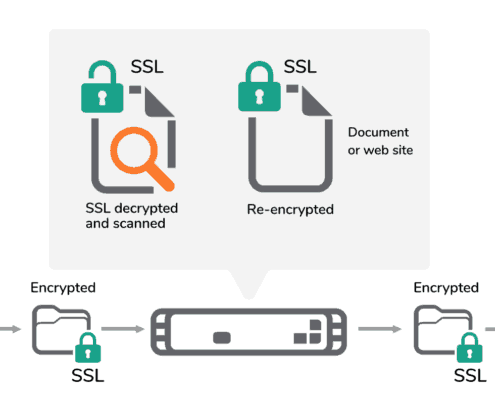 SSL
SSL
Document
or web site
SSL decrypted
and scanned
Re-encrypted
Encrypted
Encrypted
SSL
SSL